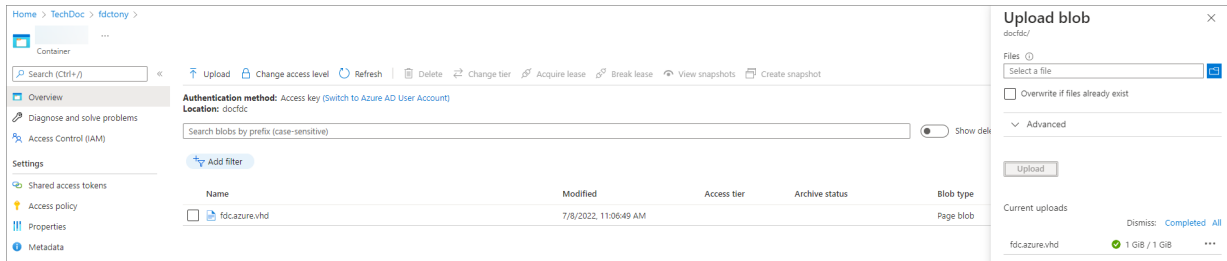 Home > TechDoc > fdctony >
...
Container
Search (Ctrl+/)
«
Overview
Diagnose and solve problems
Access Control (IAM)
Settings
Shared access tokens
Access policy
Properties
Metadata
Upload Change access level Refresh Delete Change tier Acquire lease Break lease View snapshots Create snapshot
Authentication method: Access key (Switch to Azure AD User Account)
Location: docfdc
Search blobs by prefix (case-sensitive)
Show dele
Add filter
Name Modified Access tier Archive status Blob type
fdc.azure.vhd 7/8/2022, 11:06:49 AM Page blob
Upload blob
docfdc/
Files
Select a file
Overwrite if files already exist
Advanced
Upload
Current uploads
Dismiss: Completed All
fdc.azure.vhd 1 GiB / 1 GiB ...